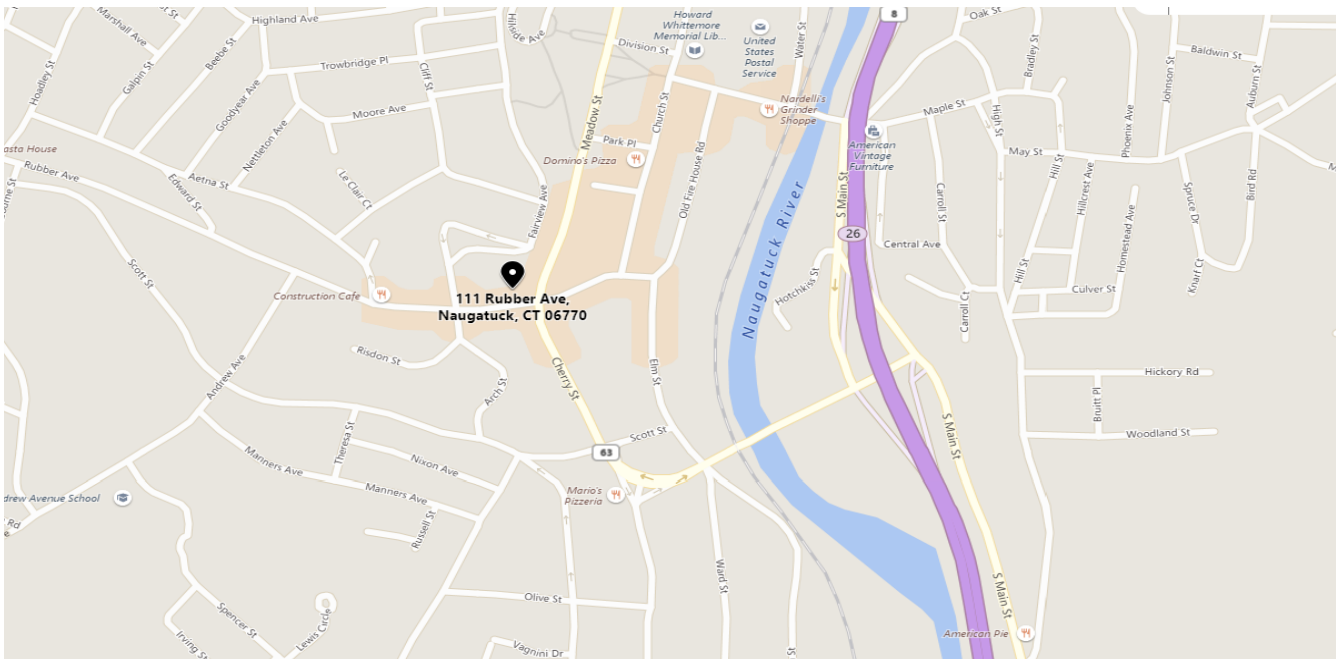 Highland Ave
Marshall Ave
Beebe St
Galpin St
Hoadley St
Trowbridge Pl
Goodyear Ave
Cliff St
Hillside Ave
Moore Ave
Nettleton Ave
asta House
Rubber Ave
Aetna St
Edward St
Le Clair Ct
Fairview Ave
Meadow St
Division St
Howard
Whittemore
Memorial Lib...
United
States
Postal
Service
Water St
Church St
Park Pl
Domino's Pizza
Old Fire House Rd
Nardelli's
Grinder
Shoppe
8
Oak St
Bradley St
Baldwin St
Johnson St
Auburn St
Maple St
High St
Phoenix Ave
May St
Hill St
American
Vintage
Furniture
S Main St
Carroll St
Hillcrest Ave
Spruce Dr
Bird Rd
Homestead Ave
26
Central Ave
Naugatuck River
Hotchkiss St
Hill St
Knarf Ct
Culver St
Carroll Ct
Scott St
Construction Cafe
111 Rubber Ave,
Naugatuck, CT 06770
Risdon St
Andrew Ave
Arch St
Cherry St
Elm St
Hickory Rd
Bruitt Pl
Woodland St
S Main St
Scott St
63
Theresa St
Nixon Ave
Manners Ave
Manners Ave
drew Avenue School
Mario's
Pizzeria
Rd
Russell St
Ward St
Olive St
Spencer St
Lewis Circle
Irving St
Vagnini Dr
St
S Main St
American Pie